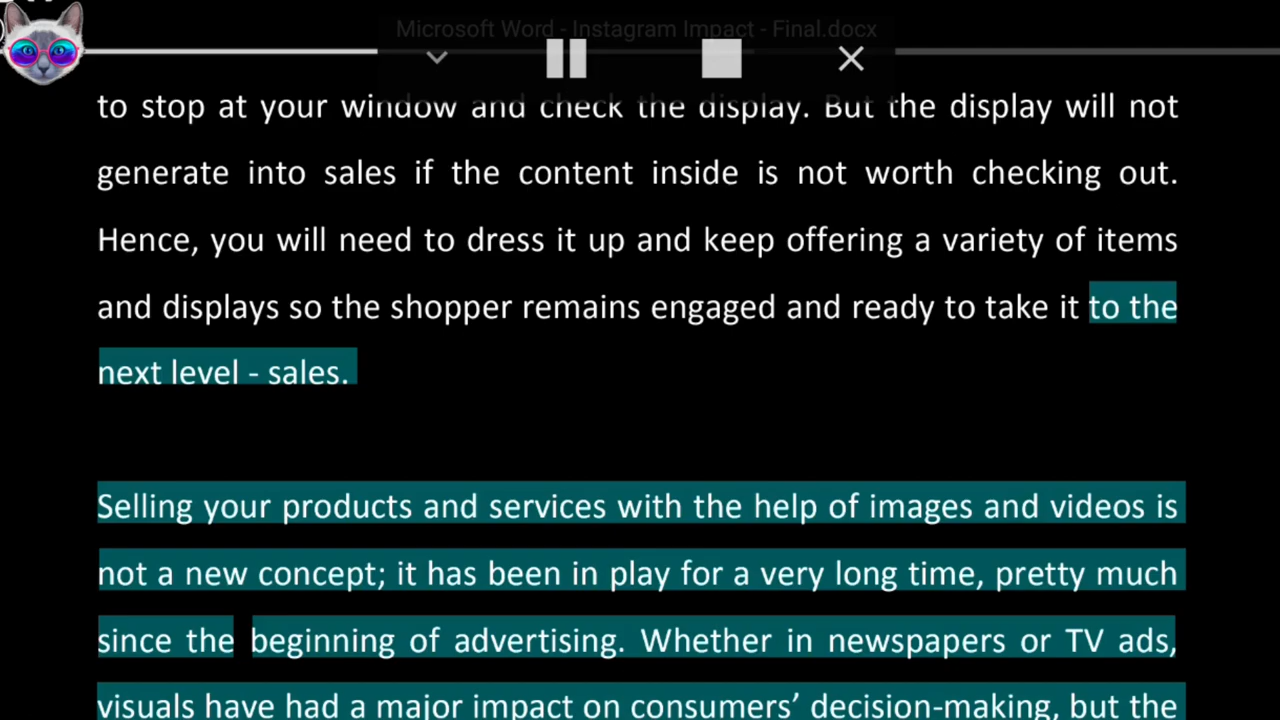 Microsoft Word - Instagram Impact - Final.docx
to stop at your window and check the display. But the display will not
generate into sales if the content inside is not worth checking out.
Hence, you will need to dress it up and keep offering a variety of items
and displays so the shopper remains engaged and ready to take it to the
next level - sales.
Selling your products and services with the help of images and videos is
not a new concept; it has been in play for a very long time, pretty much
since the beginning of advertising. Whether in newspapers or TV ads,
visuals have had a major impact on consumers’ decision-making, but the